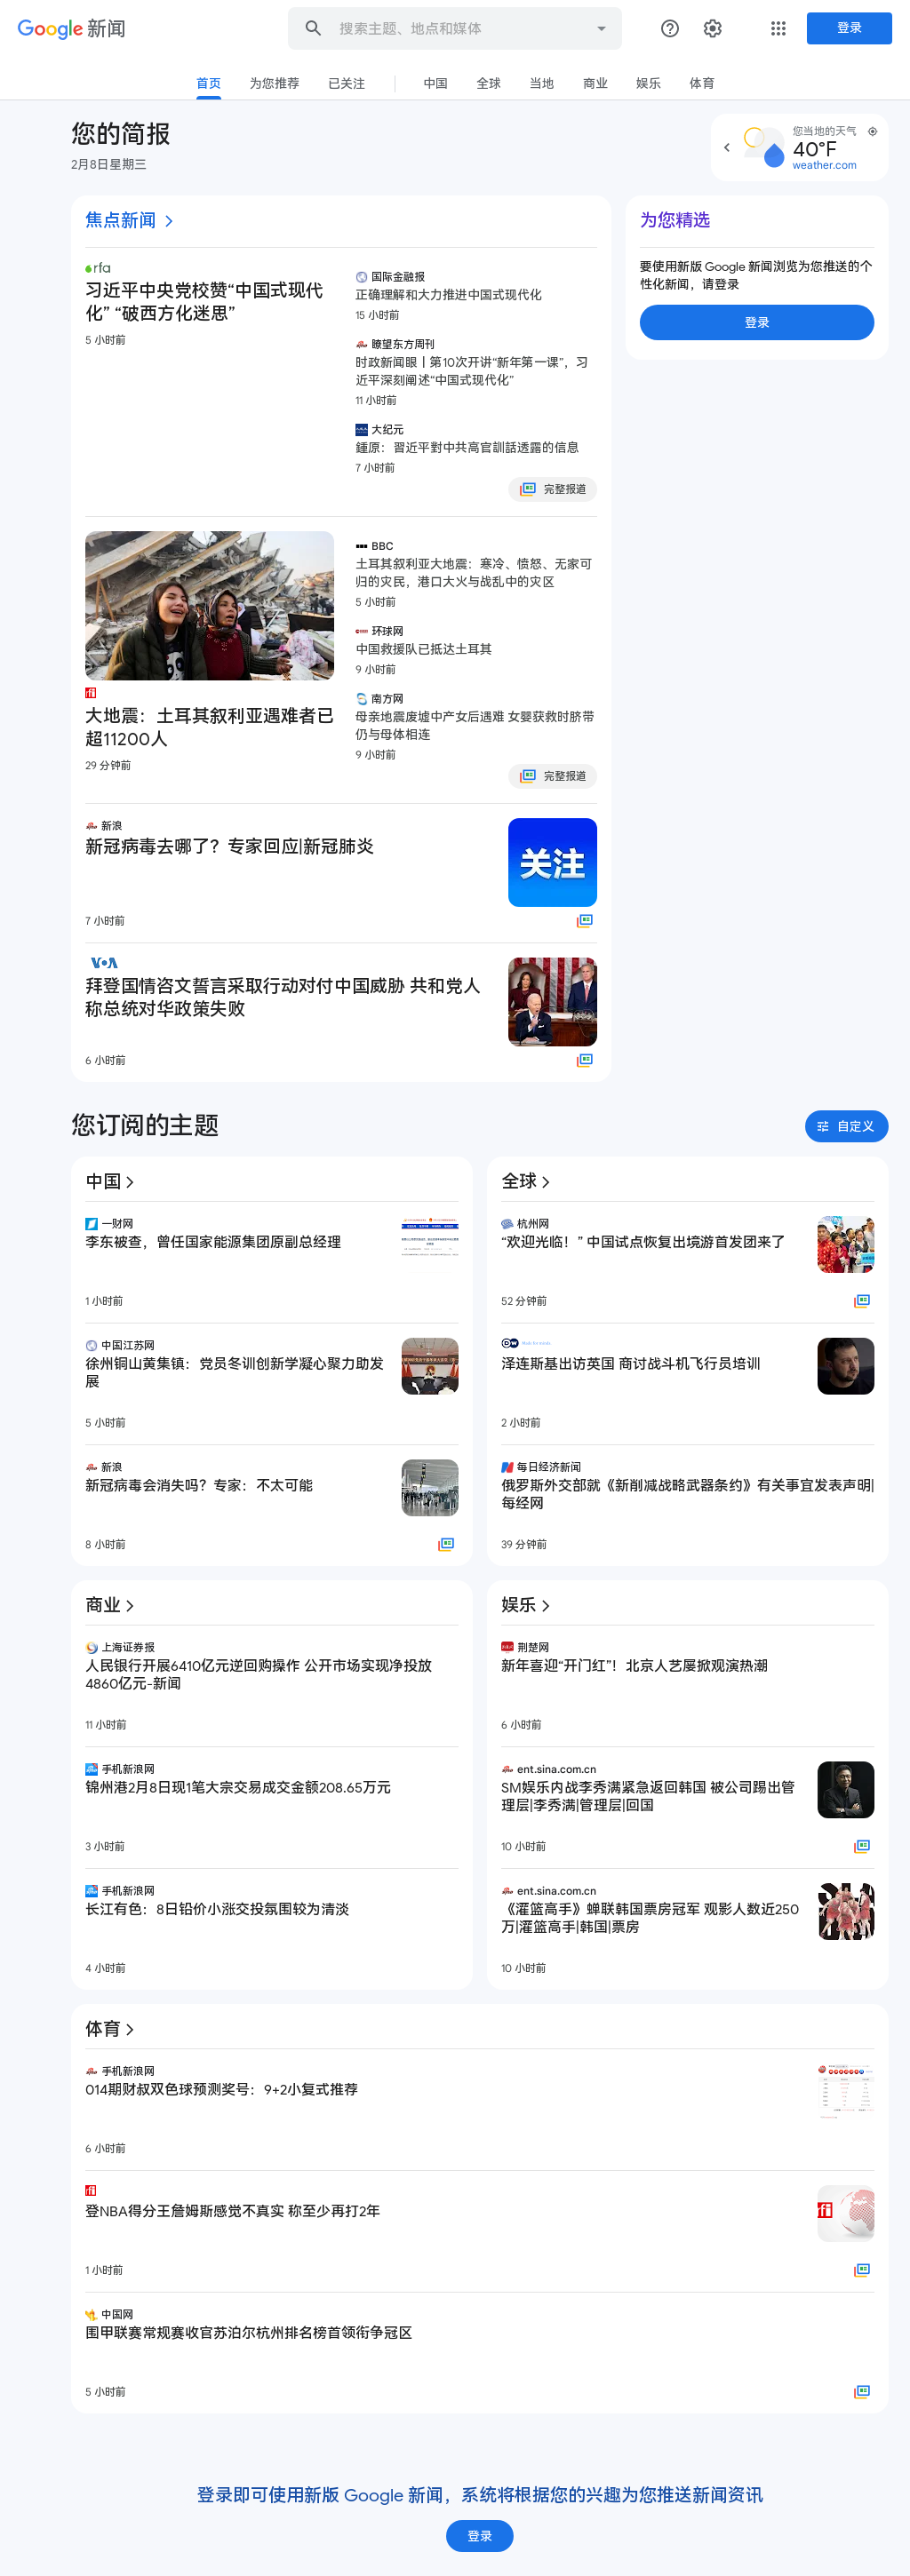 Google 新闻
搜索主题、地点和媒体
登录
首页
为您推荐
已关注
中国
全球
当地
商业
娱乐
体育
您的简报
2月8日星期三
您当地的天气
40°F
weather.com
焦点新闻
rfa
习近平中央党校赞“中国式现代
化” “破西方化迷思”
5 小时前
国际金融报
正确理解和大力推进中国式现代化
15 小时前
瞭望东方周刊
时政新闻眼丨第10次开讲“新年第一课”，习
近平深刻阐述“中国式现代化”
11 小时前
大纪元
鍾原：習近平對中共高官訓話透露的信息
7 小时前
完整报道
为您精选
要使用新版 Google 新闻浏览为您推送的个
性化新闻，请登录
登录
rfi
大地震：土耳其叙利亚遇难者已
超11200人
29 分钟前
BBC
土耳其叙利亚大地震：寒冷、愤怒、无家可
归的灾民，港口大火与战乱中的灾区
5 小时前
环球网
中国救援队已抵达土耳其
9 小时前
南方网
母亲地震废墟中产女后遇难 女婴获救时脐带
仍与母体相连
9 小时前
完整报道
新浪
新冠病毒去哪了？专家回应|新冠肺炎
关注
7 小时前
VOA
拜登国情咨文誓言采取行动对付中国威胁 共和党人
称总统对华政策失败
6 小时前
您订阅的主题
自定义
中国
一财网
李东被查，曾任国家能源集团原副总经理
1 小时前
中国江苏网
徐州铜山黄集镇：党员冬训创新学凝心聚力助发
展
5 小时前
新浪
新冠病毒会消失吗？专家：不太可能
8 小时前
全球
杭州网
“欢迎光临！” 中国试点恢复出境游首发团来了
52 分钟前
DW
泽连斯基出访英国 商讨战斗机飞行员培训
2 小时前
每日经济新闻
俄罗斯外交部就《新削减战略武器条约》有关事宜发表声明|
每经网
39 分钟前
商业
上海证券报
人民银行开展6410亿元逆回购操作 公开市场实现净投放
4860亿元-新闻
11 小时前
手机新浪网
锦州港2月8日现1笔大宗交易成交金额208.65万元
3 小时前
手机新浪网
长江有色：8日铅价小涨交投氛围较为清淡
4 小时前
娱乐
荆楚网
新年喜迎“开门红”！北京人艺屡掀观演热潮
6 小时前
ent.sina.com.cn
SM娱乐内战李秀满紧急返回韩国 被公司踢出管
理层|李秀满|管理层|回国
10 小时前
ent.sina.com.cn
《灌篮高手》蝉联韩国票房冠军 观影人数近250
万|灌篮高手|韩国|票房
10 小时前
体育
手机新浪网
014期财叔双色球预测奖号：9+2小复式推荐
6 小时前
rfi
登NBA得分王詹姆斯感觉不真实 称至少再打2年
rfi
1 小时前
中国网
围甲联赛常规赛收官苏泊尔杭州排名榜首领衔争冠区
5 小时前
登录即可使用新版 Google 新闻，系统将根据您的兴趣为您推送新闻资讯
登录